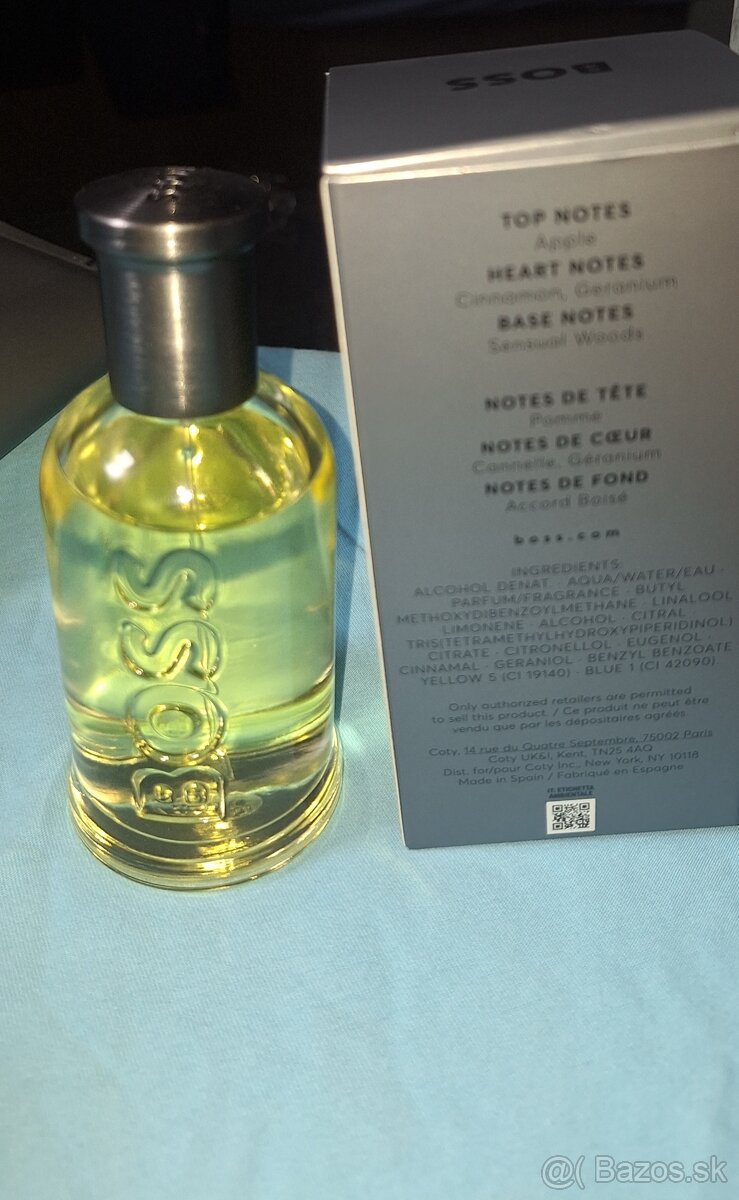 BOSS
TOP NOTES
Apple
HEART NOTES
Cinnamon, Geranium
BASE NOTES
Sensual Woods
NOTES DE TÊTE
Pomme
NOTES DE CŒUR
Cannelle, Géranium
NOTES DE FOND
Accord Boisé
boss.com
INGREDIENTS:
ALCOHOL DENAT. · AQUA/WATER/EAU ·
PARFUM/FRAGRANCE · BUTYL
METHOXYDIBENZOYLMETHANE · LINALOOL
LIMONENE · ALCOHOL · CITRAL ·
TRIS(TETRAMETHYLHYDROXYPIPERIDINOL)
CITRATE · CITRONELLOL · EUGENOL ·
CINNAMAL · GERANIOL · BENZYL BENZOATE
YELLOW 5 (CI 19140) · BLUE 1 (CI 42090)
Only authorized retailers are permitted
to sell this product. / Ce produit ne peut être
vendu que par les dépositaires agréés.
Coty, 14 rue du Quatre Septembre, 75002 Paris
Coty UK&I, Kent, TN25 4AQ
Dist. for/pour Coty Inc., New York, NY 10118
Made in Spain / Fabriqué en Espagne
IT: ETICHETTA
AMBIENTALE
BOSS
@( Bazos.sk